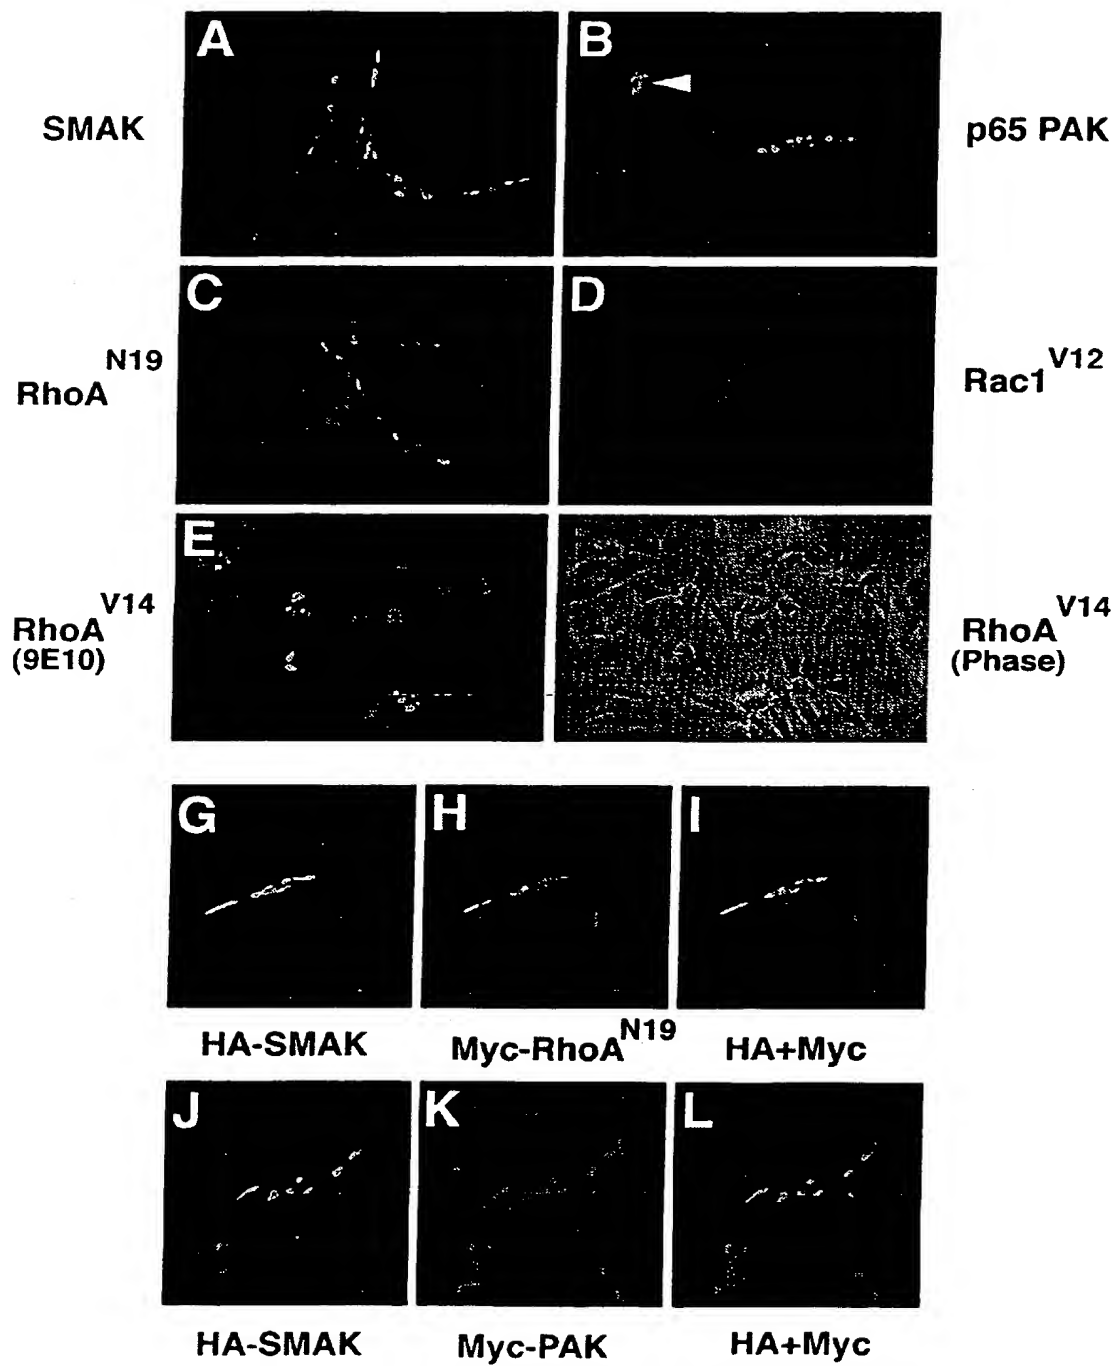 A
B
SMAK
p65 PAK
C
D
RhoA N19
Rac1 V12
E
RhoA V14
(9E10)
RhoA V14
(Phase)
G
H
I
HA-SMAK
Myc-RhoA N19
HA+Myc
J
K
L
HA-SMAK
Myc-PAK
HA+Myc